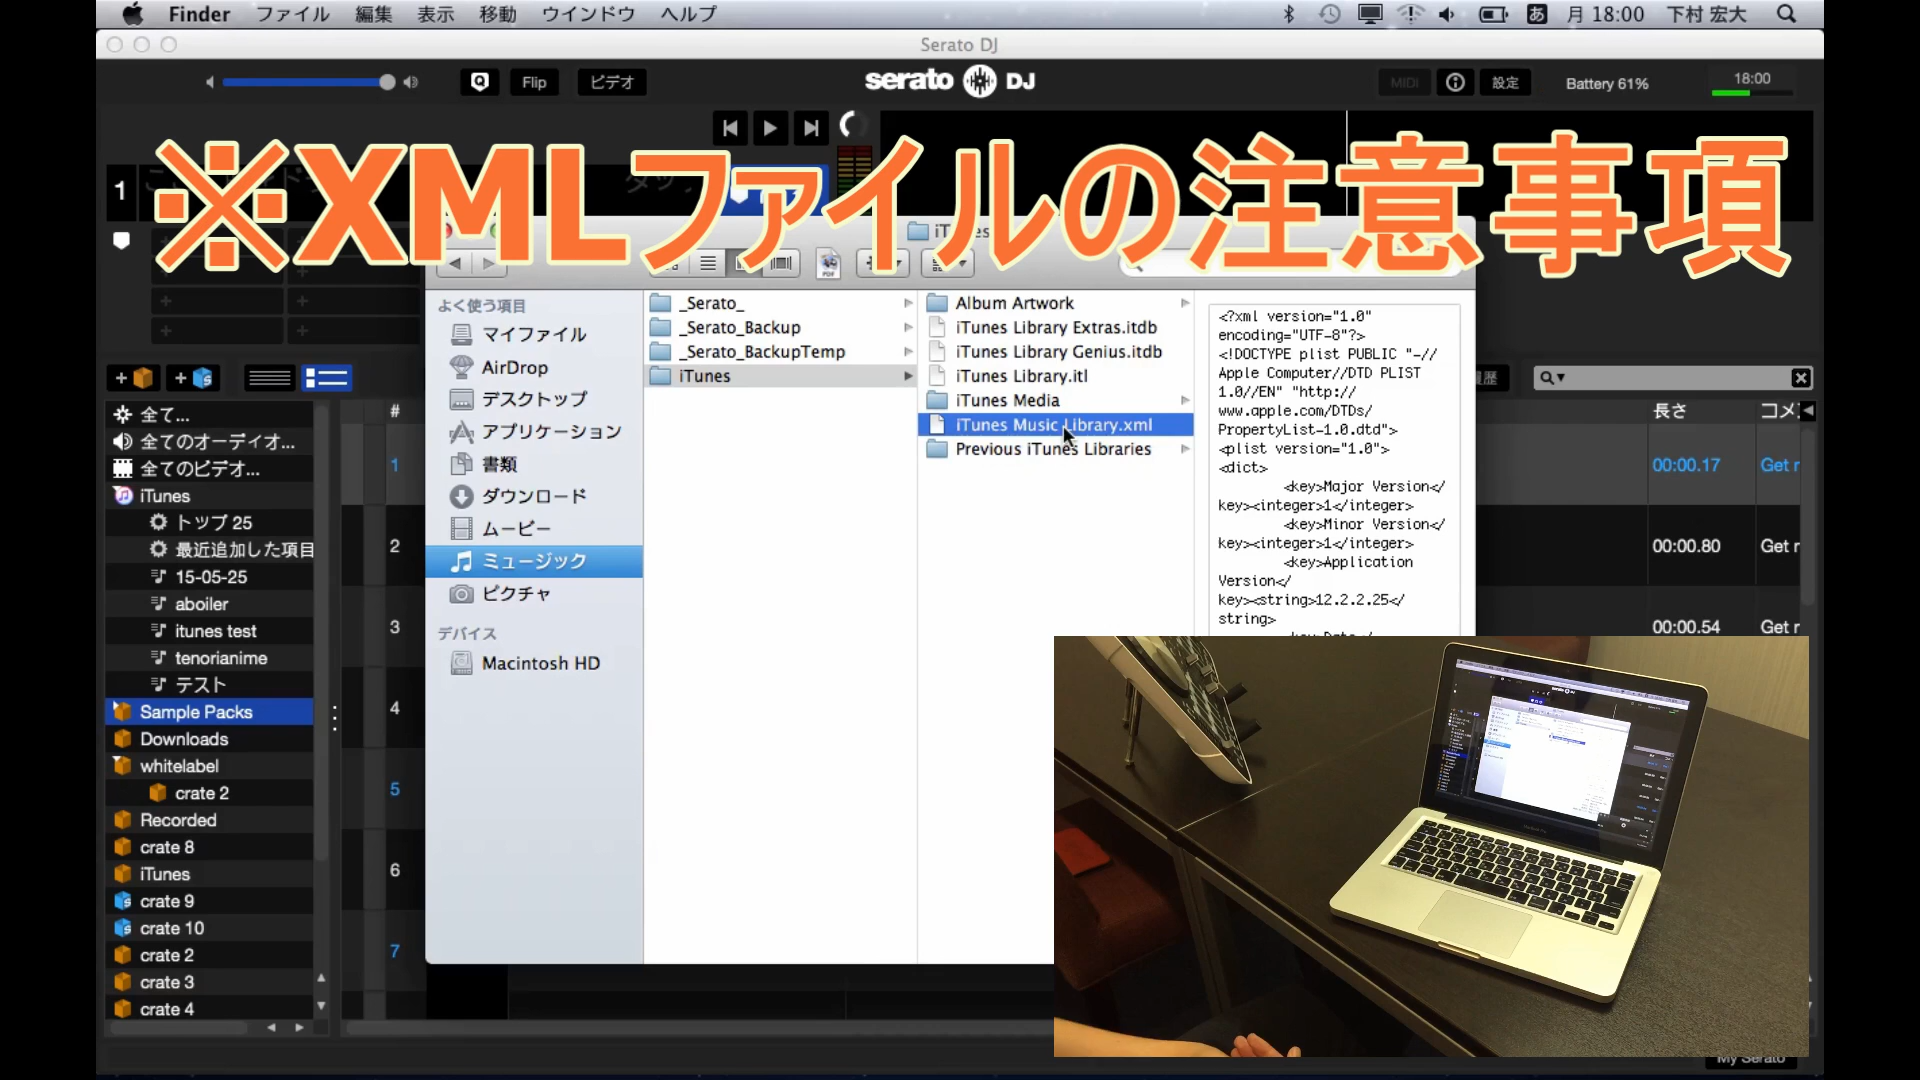 Finder ファイル 編集 表示 移動 ウインドウ ヘルプ
あ 月 18:00 下村 宏大
Serato DJ
Flip
ビデオ
serato DJ
MIDI
設定
Battery 61%
18:00
※XMLファイルの注意事項
1
iTunes
よく使う項目
マイファイル
AirDrop
デスクトップ
アプリケーション
書類
ダウンロード
ムービー
ミュージック
ピクチャ
デバイス
Macintosh HD
_Serato_
_Serato_Backup
_Serato_BackupTemp
iTunes
Album Artwork
iTunes Library Extras.itdb
iTunes Library Genius.itdb
iTunes Library.itl
iTunes Media
iTunes Music Library.xml
Previous iTunes Libraries
<?xml version="1.0"
encoding="UTF-8"?>
<!DOCTYPE plist PUBLIC "-//
Apple Computer//DTD PLIST
1.0//EN" "http://
www.apple.com/DTDs/
PropertyList-1.0.dtd">
<plist version="1.0">
<dict>
<key>Major Version</
key><integer>1</integer>
<key>Minor Version</
key><integer>1</integer>
<key>Application
Version</
key><string>12.2.2.25</
string>
全て...
全てのオーディオ...
全てのビデオ...
iTunes
トップ 25
最近追加した項目
15-05-25
aboiler
itunes test
tenorianime
テスト
Sample Packs
Downloads
whitelabel
crate 2
Recorded
crate 8
iTunes
crate 9
crate 10
crate 2
crate 3
crate 4
#
1
2
3
4
5
6
7
履歴
長さ
コメ
00:00.17 Get r
00:00.80 Get r
00:00.54 Get r
My Serato